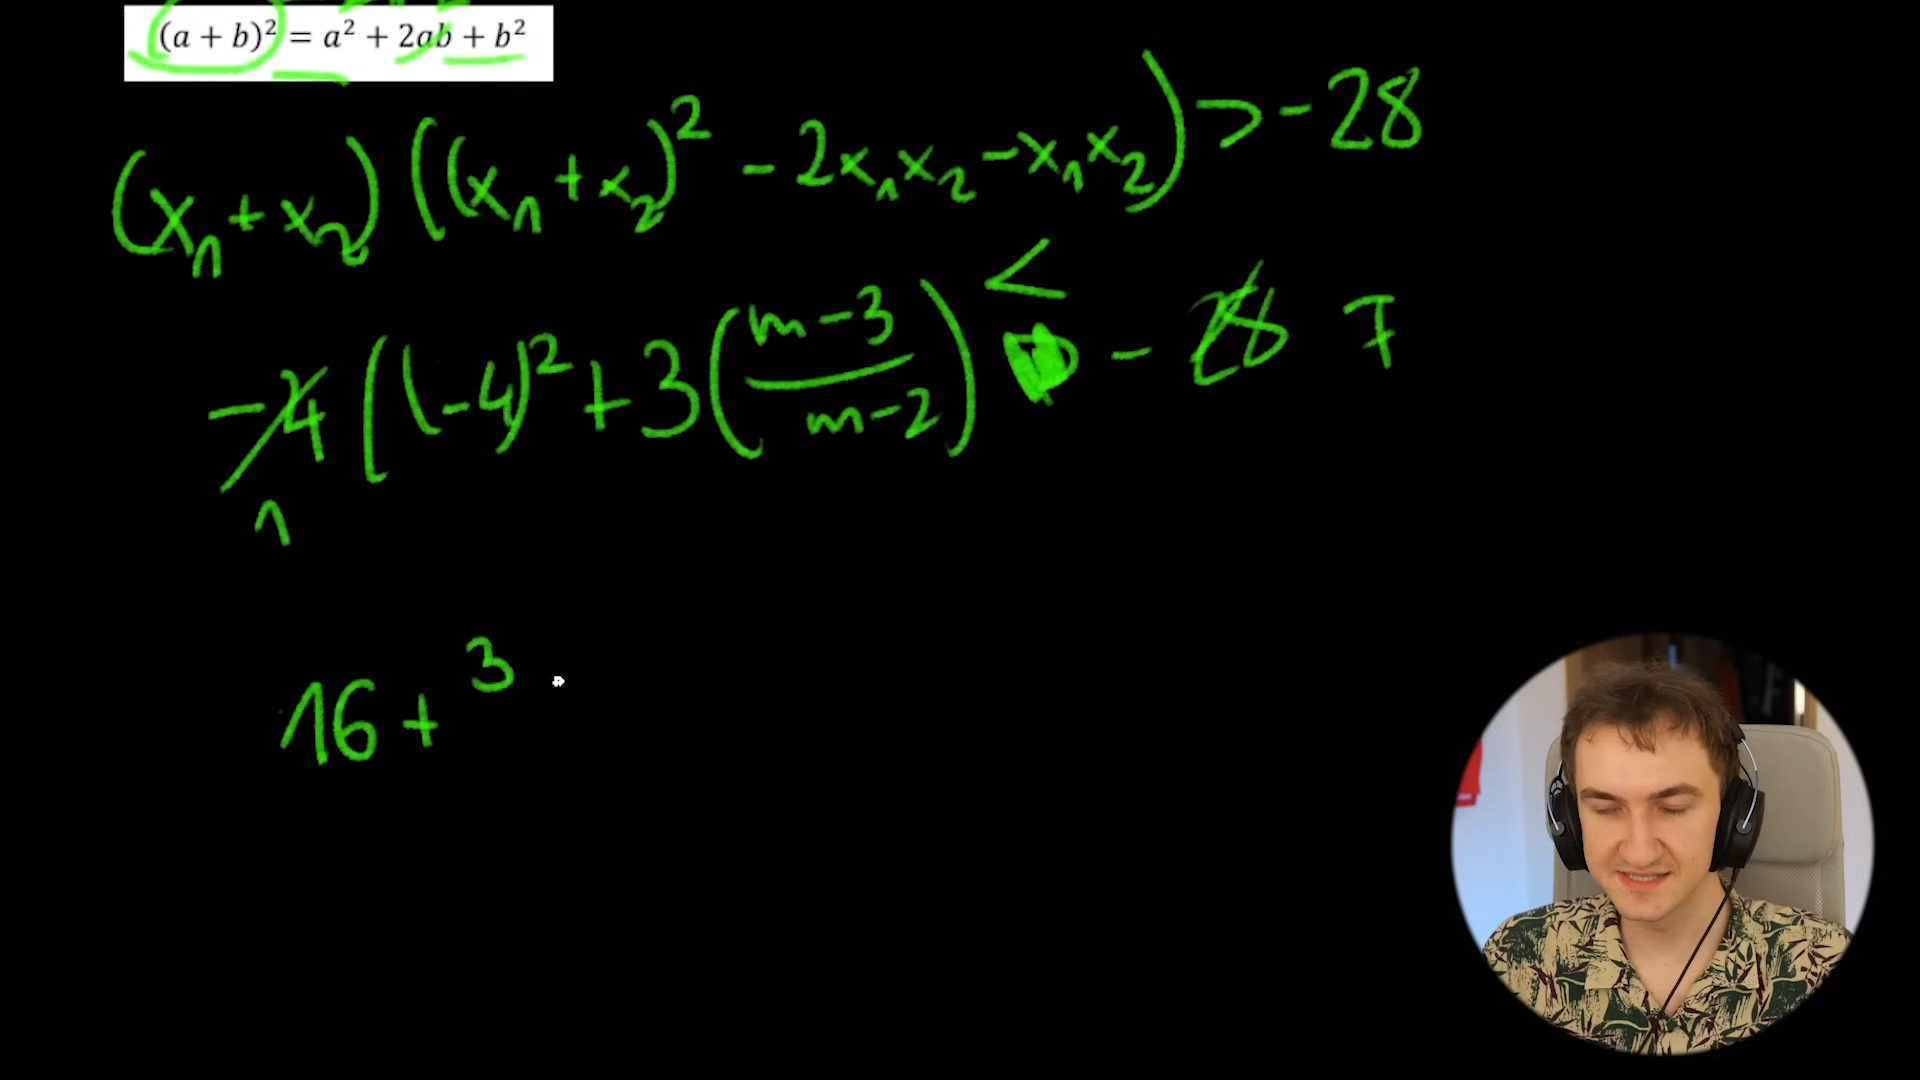 (a + b)² = a² + 2ab + b²
(x₁ + x₂)((x₁ + x₂)² - 2x₁x₂ - x₁x₂) > -28
-4((-4)² + 3(\frac{m-3}{m-2}) < -28 7
1
16 + 3